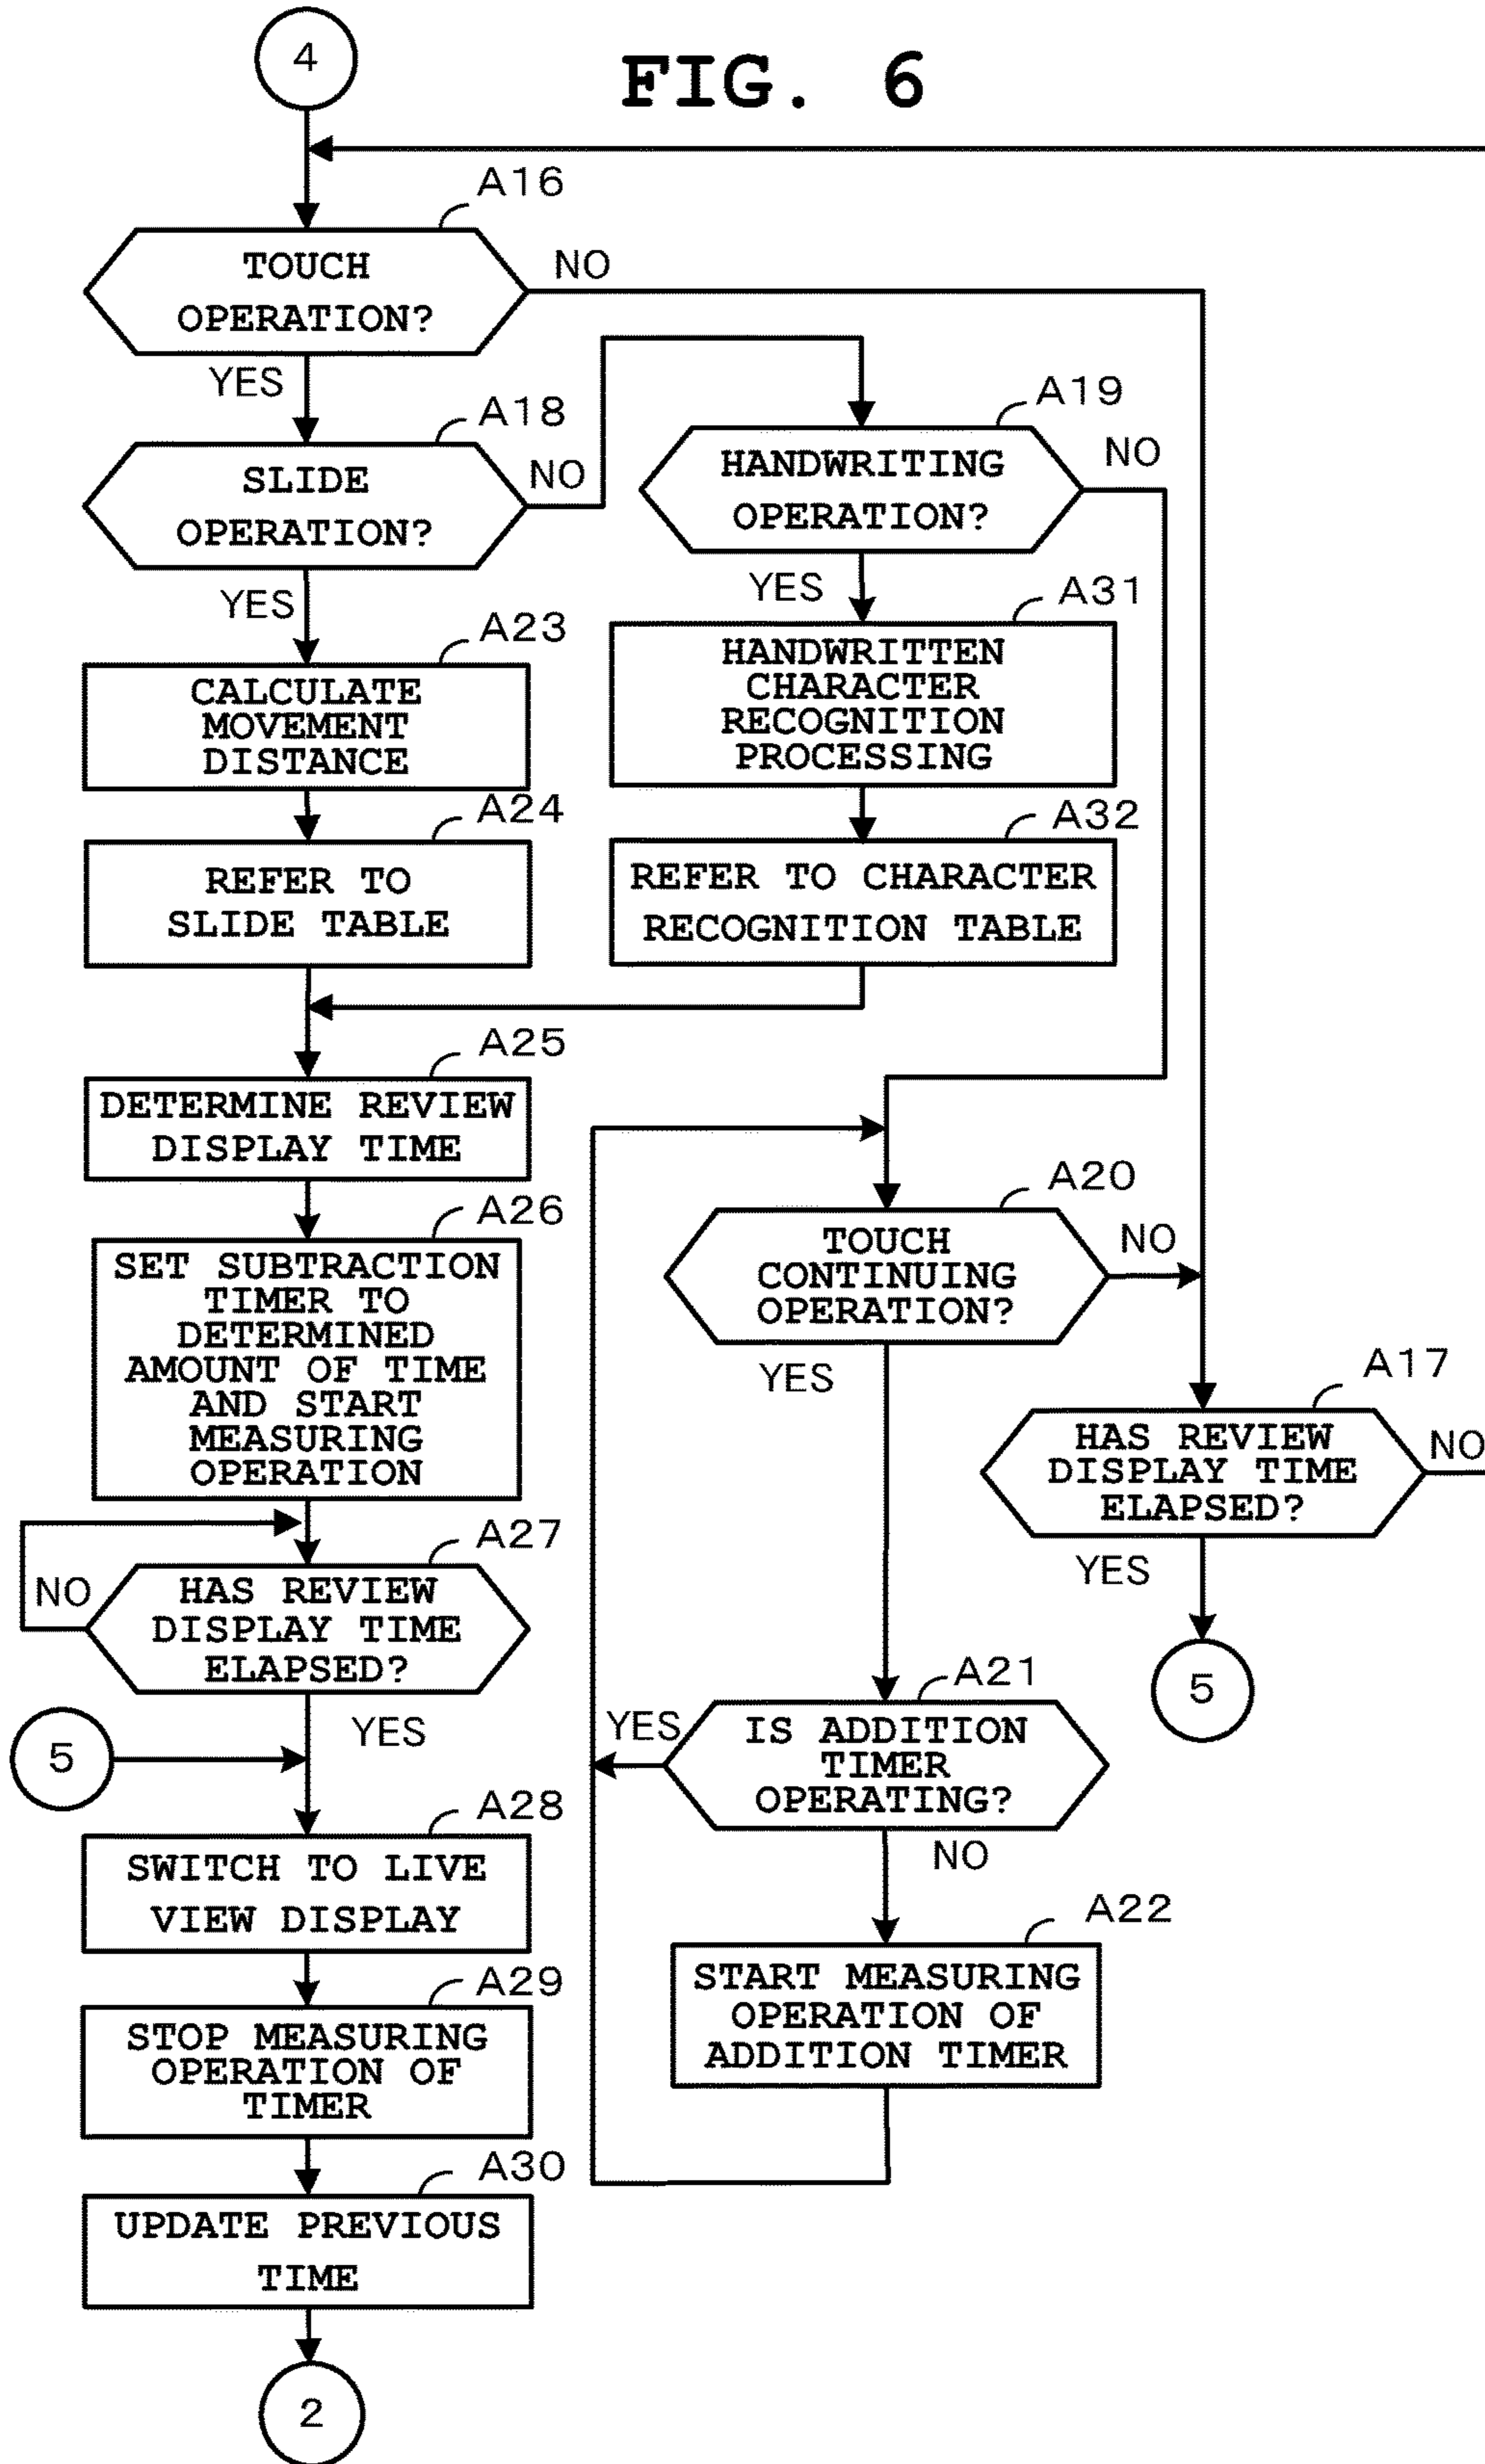 4
FIG. 6
A16
TOUCH
OPERATION?
NO
YES
A18
SLIDE
OPERATION?
NO
YES
A19
HANDWRITING
OPERATION?
NO
YES
A23
CALCULATE
MOVEMENT
DISTANCE
A31
HANDWRITTEN
CHARACTER
RECOGNITION
PROCESSING
A24
REFER TO
SLIDE TABLE
A32
REFER TO CHARACTER
RECOGNITION TABLE
A25
DETERMINE REVIEW
DISPLAY TIME
A26
SET SUBTRACTION
TIMER TO
DETERMINED
AMOUNT OF TIME
AND START
MEASURING
OPERATION
A20
TOUCH
CONTINUING
OPERATION?
NO
YES
A17
HAS REVIEW
DISPLAY TIME
ELAPSED?
NO
YES
5
A27
HAS REVIEW
DISPLAY TIME
ELAPSED?
NO
YES
5
A21
IS ADDITION
TIMER
OPERATING?
YES
NO
A28
SWITCH TO LIVE
VIEW DISPLAY
A22
START MEASURING
OPERATION OF
ADDITION TIMER
A29
STOP MEASURING
OPERATION OF
TIMER
A30
UPDATE PREVIOUS
TIME
2